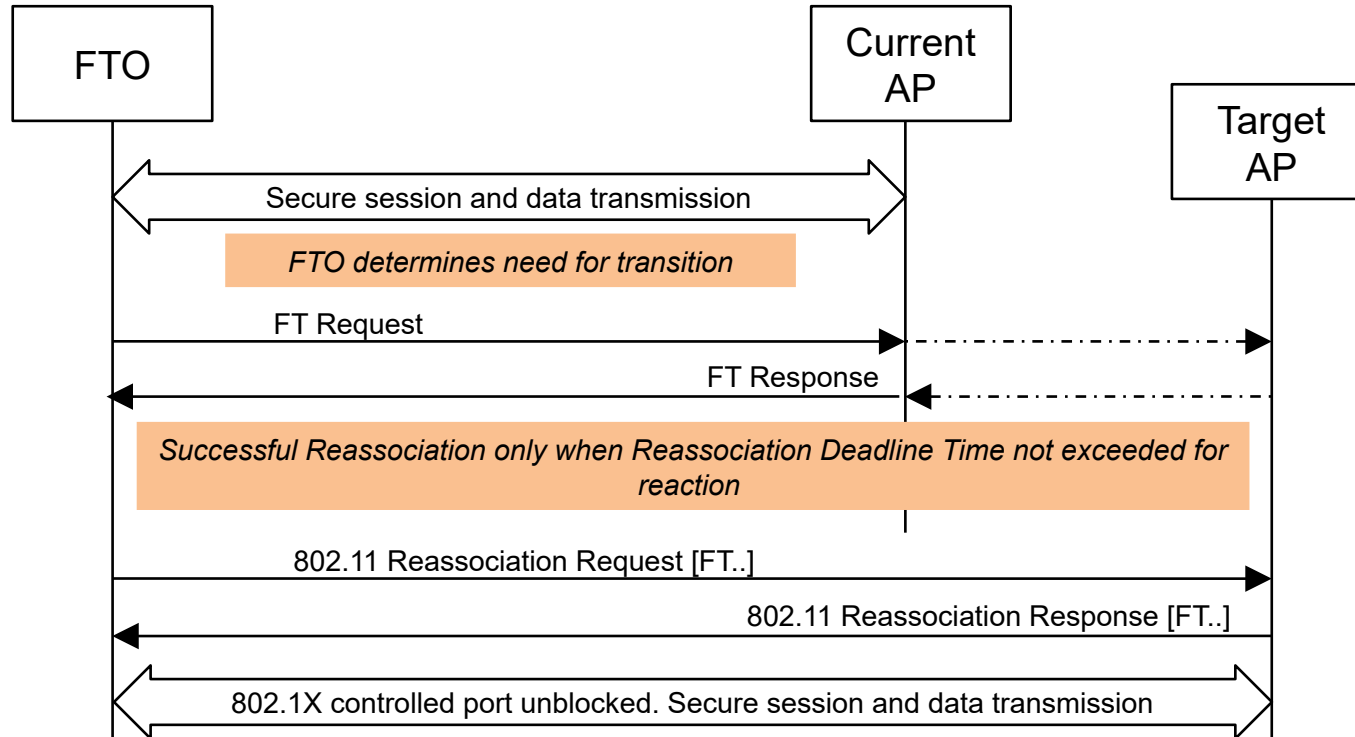 FTO
Current
AP
Target
AP
Secure session and data transmission
FTO determines need for transition
FT Request
FT Response
Successful Reassociation only when Reassociation Deadline Time not exceeded for
reaction
802.11 Reassociation Request [FT..]
802.11 Reassociation Response [FT..]
802.1X controlled port unblocked. Secure session and data transmission